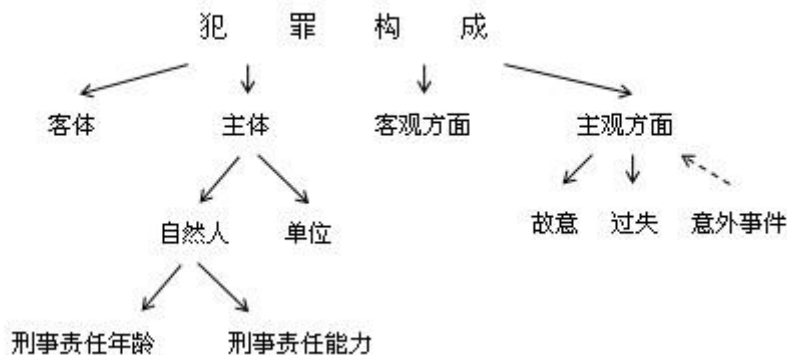 犯 罪 构 成
客体 主体 客观方面 主观方面
自然人 单位 故意 过失 意外事件
刑事责任年龄 刑事责任能力